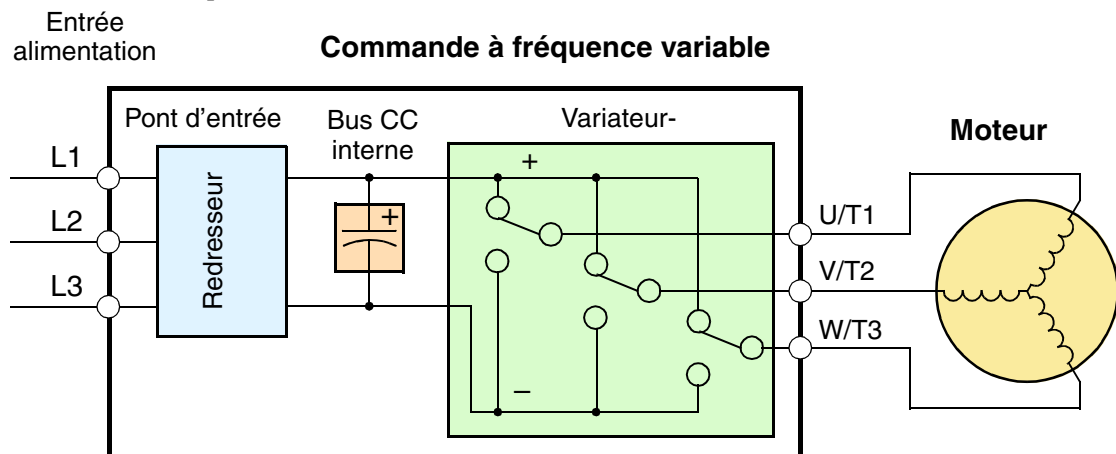 Entrée
alimentation
Commande à fréquence variable
Pont d'entrée
Bus CC
interne
Variateur-
Moteur
L1
L2
L3
Redresseur
+
+
–
U/T1
V/T2
W/T3